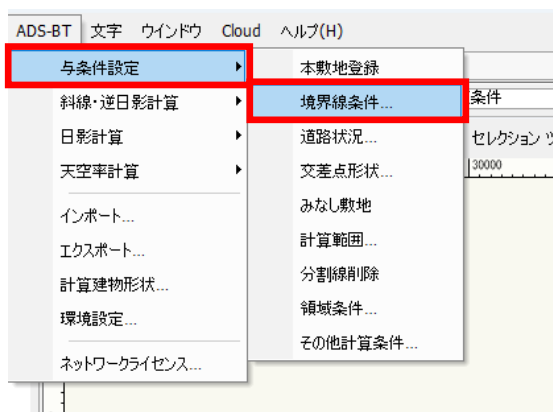 ADS-BT 文字 ウインドウ Cloud ヘルプ(H)
与条件設定
斜線・逆日影計算
日影計算
天空率計算
インポート...
エクスポート...
計算建物形状...
環境設定...
ネットワークライセンス...
本敷地登録
境界線条件...
道路状況...
交差点形状...
みなし敷地
計算範囲...
分割線削除
領域条件...
その他計算条件...
条件
セレクション ツ
30000